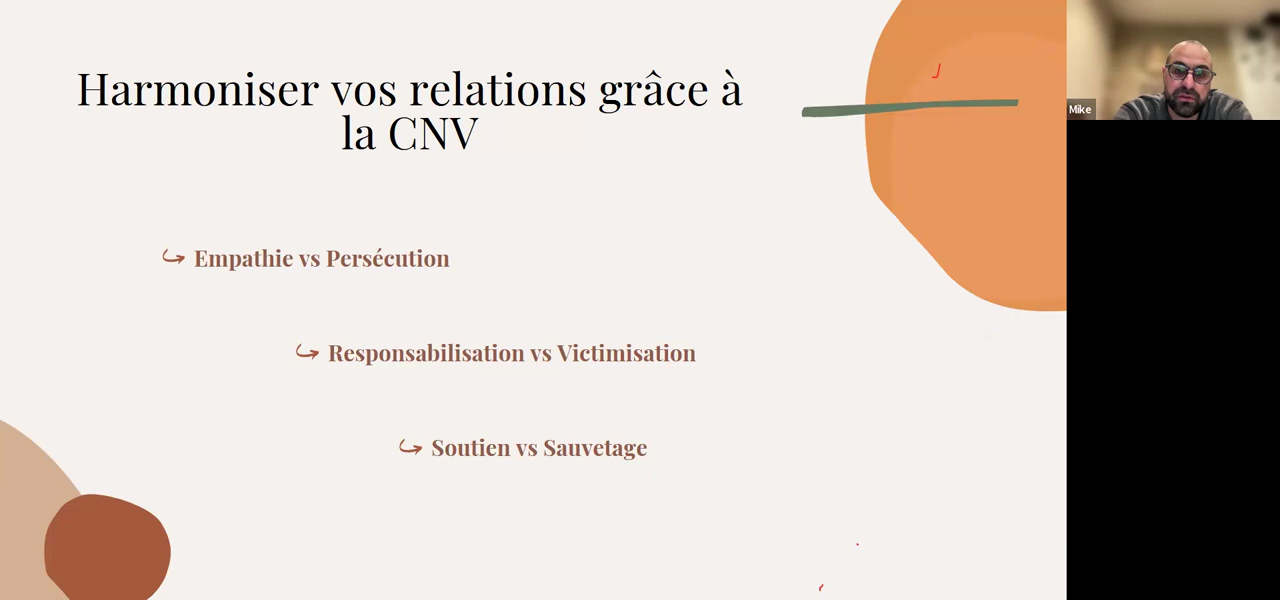 Harmoniser vos relations grâce à
la CNV
Mike
Empathie vs Persécution
Responsabilisation vs Victimisation
Soutien vs Sauvetage